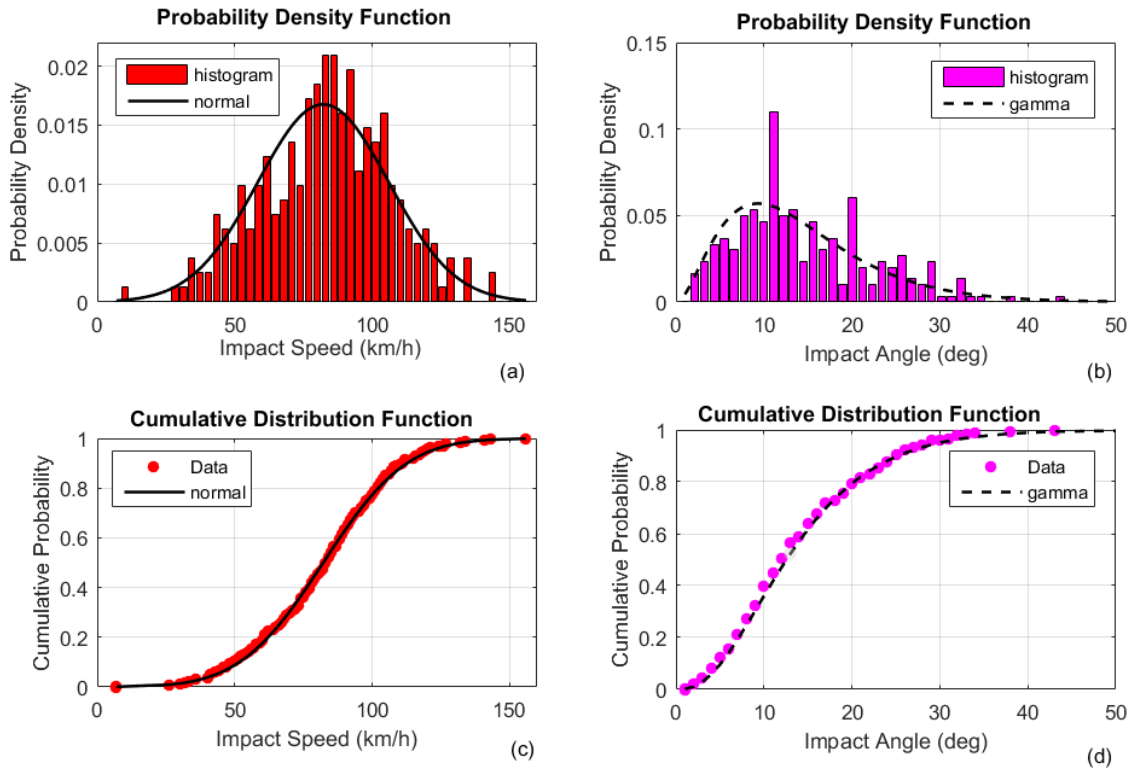 Probability Density Function
Probability Density
0.02
0.015
0.01
0.005
0
histogram
normal
0
50
100
150
Impact Speed (km/h)
(a)
Probability Density Function
Probability Density
0.15
0.1
0.05
0
histogram
gamma
0
10
20
30
40
50
Impact Angle (deg)
(b)
Cumulative Distribution Function
Cumulative Probability
1
0.8
0.6
0.4
0.2
0
Data
normal
0
50
100
150
Impact Speed (km/h)
(c)
Cumulative Distribution Function
Cumulative Probability
1
0.8
0.6
0.4
0.2
0
Data
gamma
0
10
20
30
40
50
Impact Angle (deg)
(d)